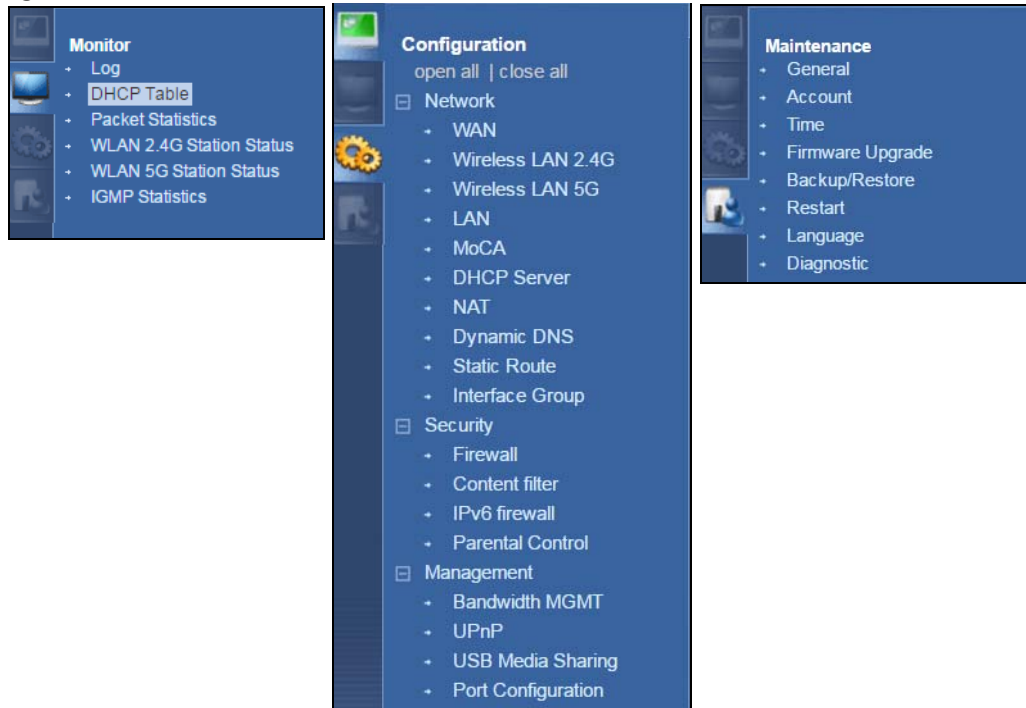 Monitor
Log
DHCP Table
Packet Statistics
WLAN 2.4G Station Status
WLAN 5G Station Status
IGMP Statistics
Configuration
open all | close all
Network
WAN
Wireless LAN 2.4G
Wireless LAN 5G
LAN
MoCA
DHCP Server
NAT
Dynamic DNS
Static Route
Interface Group
Security
Firewall
Content filter
IPv6 firewall
Parental Control
Management
Bandwidth MGMT
UPnP
USB Media Sharing
Port Configuration
Maintenance
General
Account
Time
Firmware Upgrade
Backup/Restore
Restart
Language
Diagnostic